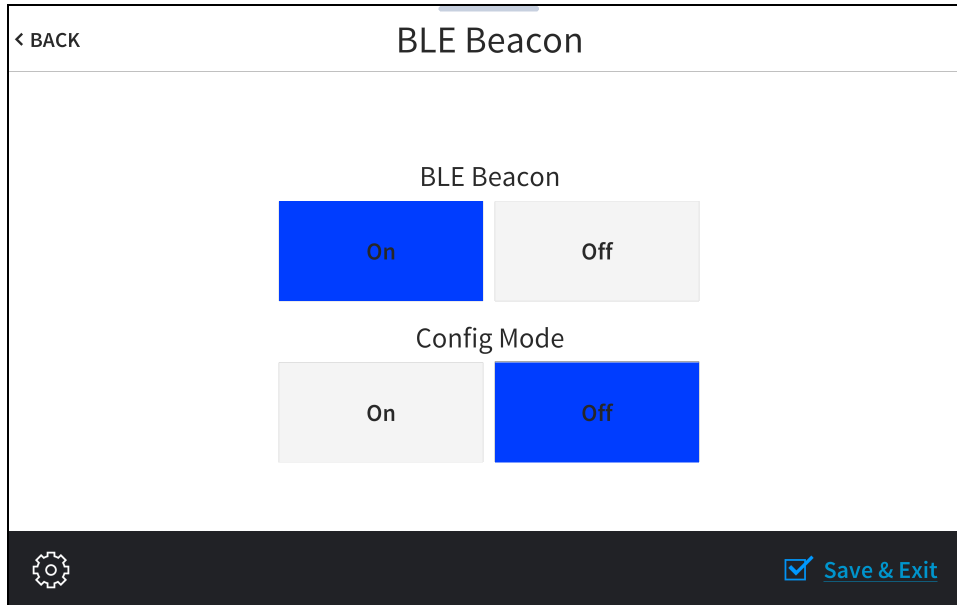 < BACK
BLE Beacon
BLE Beacon
On Off
Config Mode
On Off
Save & Exit